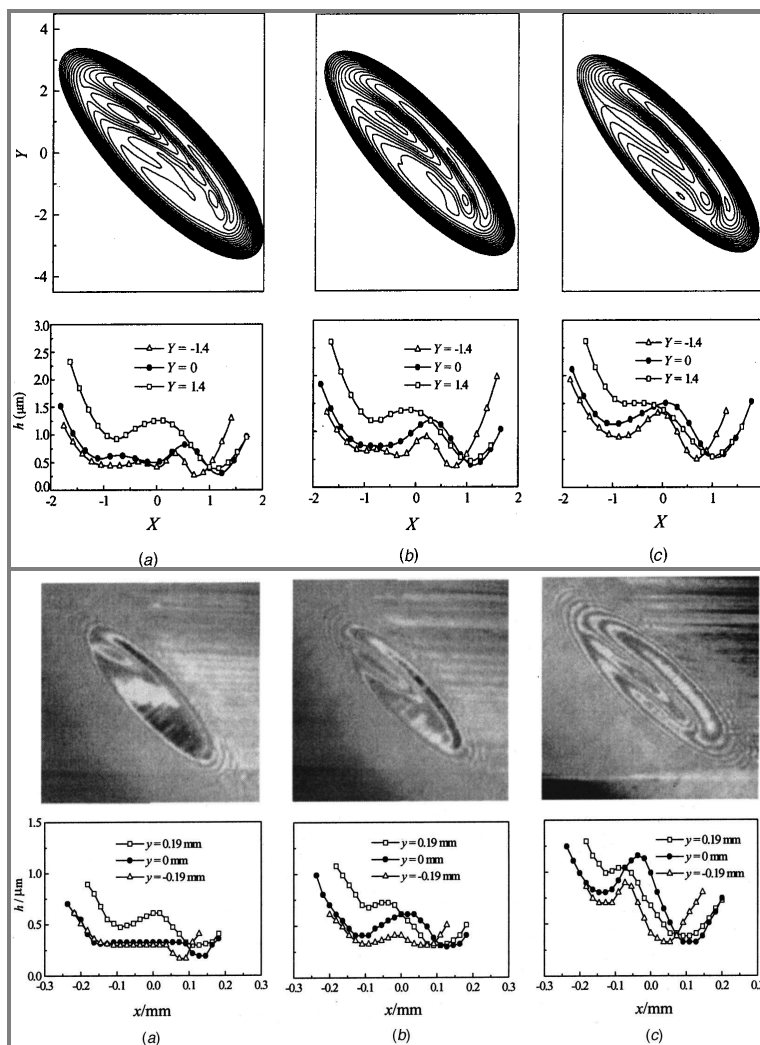 4
2
0
-2
-4
Y
3.0
2.5
2.0
1.5
1.0
0.5
0.0
h (μm)
Y = -1.4
Y = 0
Y = 1.4
Y = -1.4
Y = 0
Y = 1.4
Y = -1.4
Y = 0
Y = 1.4
-2 -1 0 1 2
-2 -1 0 1 2
-2 -1 0 1
X X X
(a) (b) (c)
1.5
1.0
0.5
0.0
h /μm
y = 0.19 mm
y = 0 mm
y = -0.19 mm
y = 0.19 mm
y = 0 mm
y = -0.19 mm
y = 0.19 mm
y = 0 mm
y = -0.19 mm
-0.3 -0.2 -0.1 0.0 0.1 0.2 0.3
-0.3 -0.2 -0.1 0.0 0.1 0.2 0.3
-0.3 -0.2 -0.1 0.0 0.1 0.2 0.3
x/mm x/mm x/mm
(a) (b) (c)